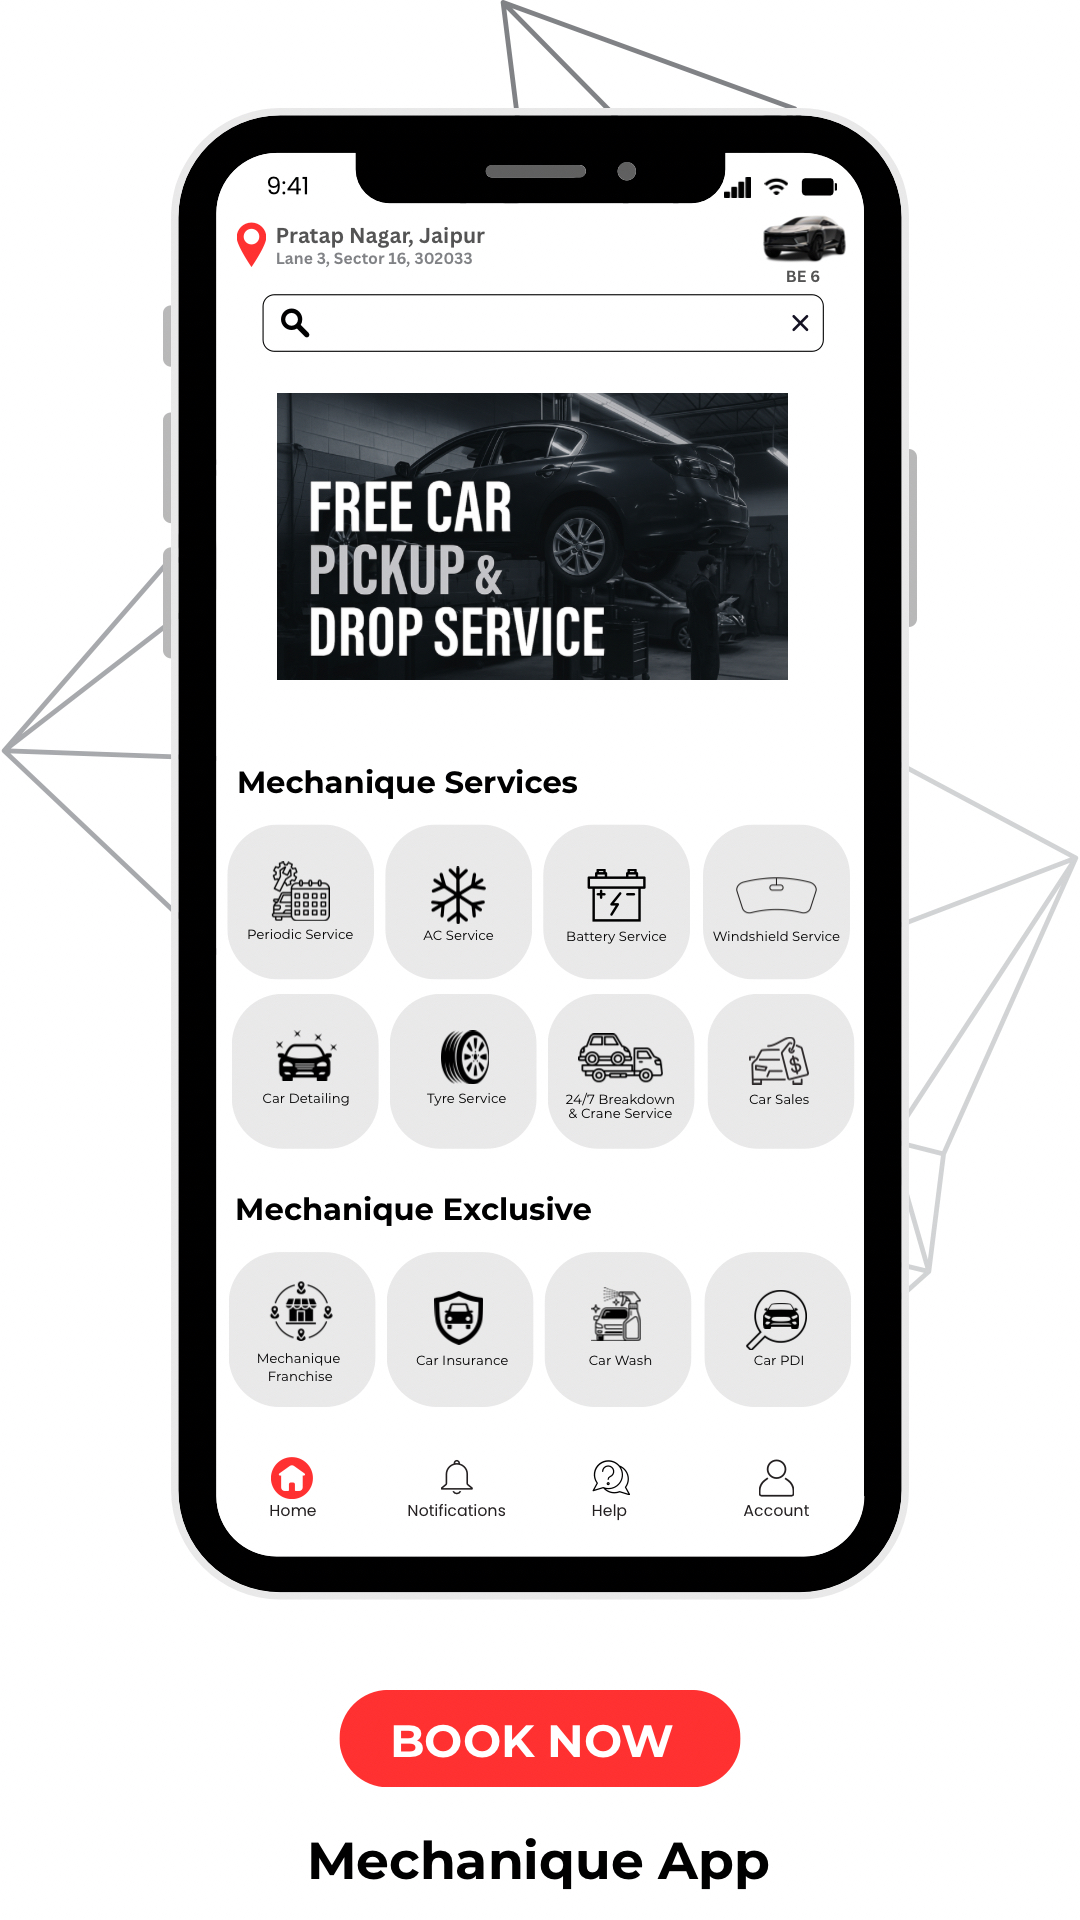 9:41
Pratap Nagar, Jaipur
Lane 3, Sector 16, 302033
BE 6
FREE CAR
PICKUP &
DROP SERVICE
Mechanique Services
Periodic Service
AC Service
Battery Service
Windshield Service
Car Detailing
Tyre Service
24/7 Breakdown
& Crane Service
Car Sales
Mechanique Exclusive
Mechanique
Franchise
Car Insurance
Car Wash
Car PDI
Home
Notifications
Help
Account
BOOK NOW
Mechanique App